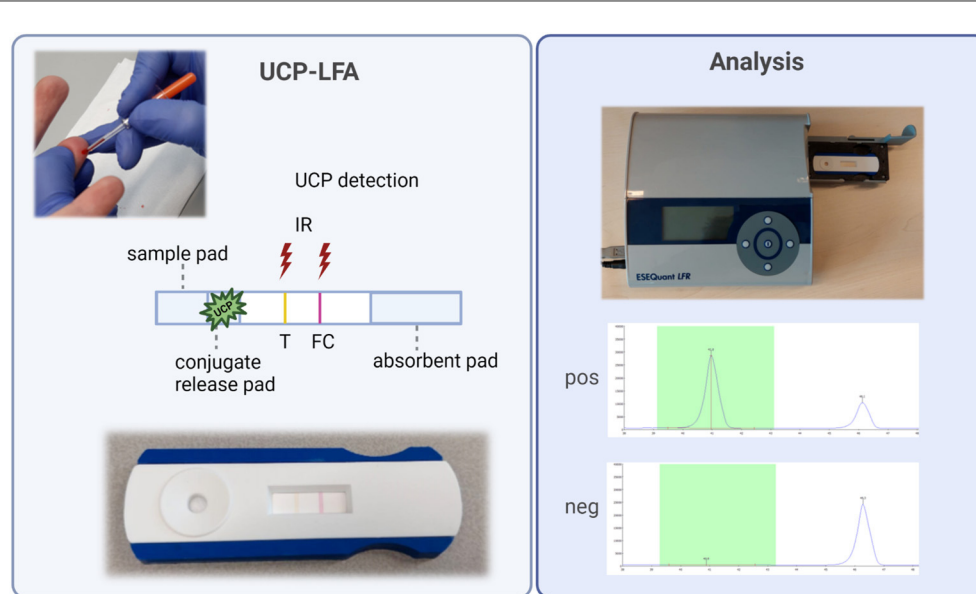 UCP-LFA
UCP detection
IR
sample pad
UCP
T FC
conjugate
release pad
absorbent pad
Analysis
ESEQuant LFR
pos
neg